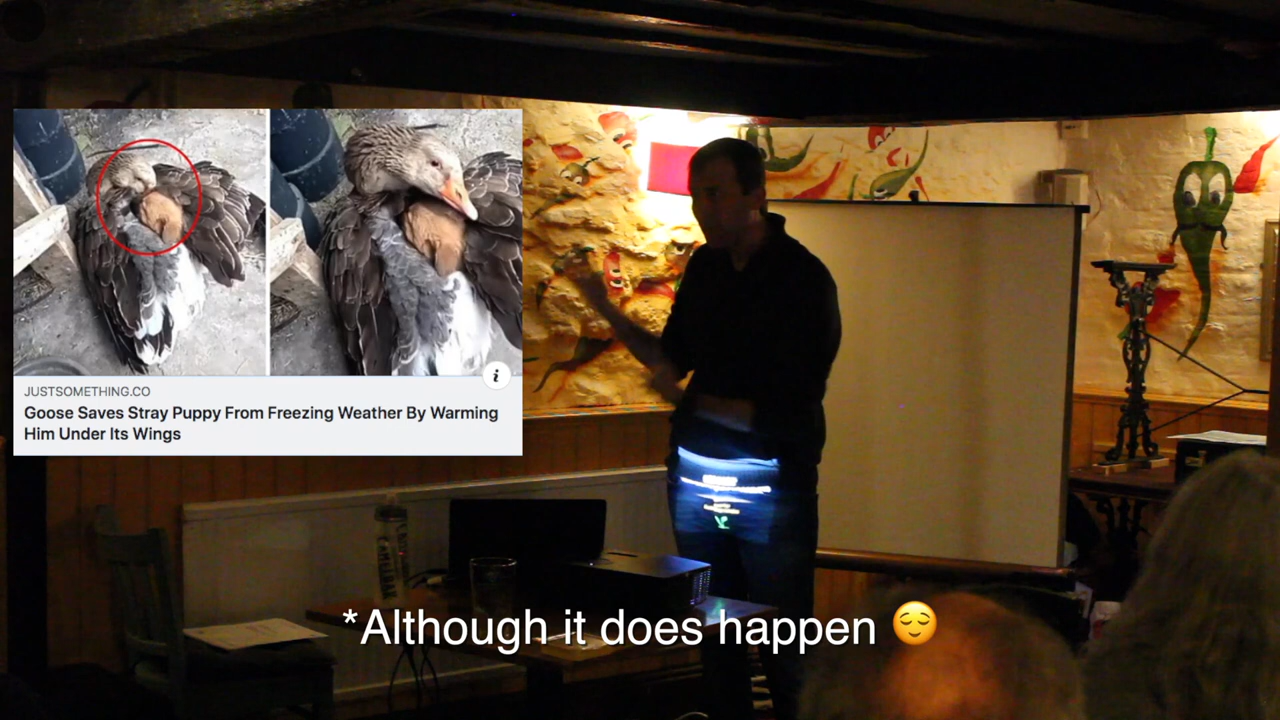 JUSTSOMETHING.CO
Goose Saves Stray Puppy From Freezing Weather By Warming
Him Under Its Wings
CAMELBAK
*Although it does happen 😌